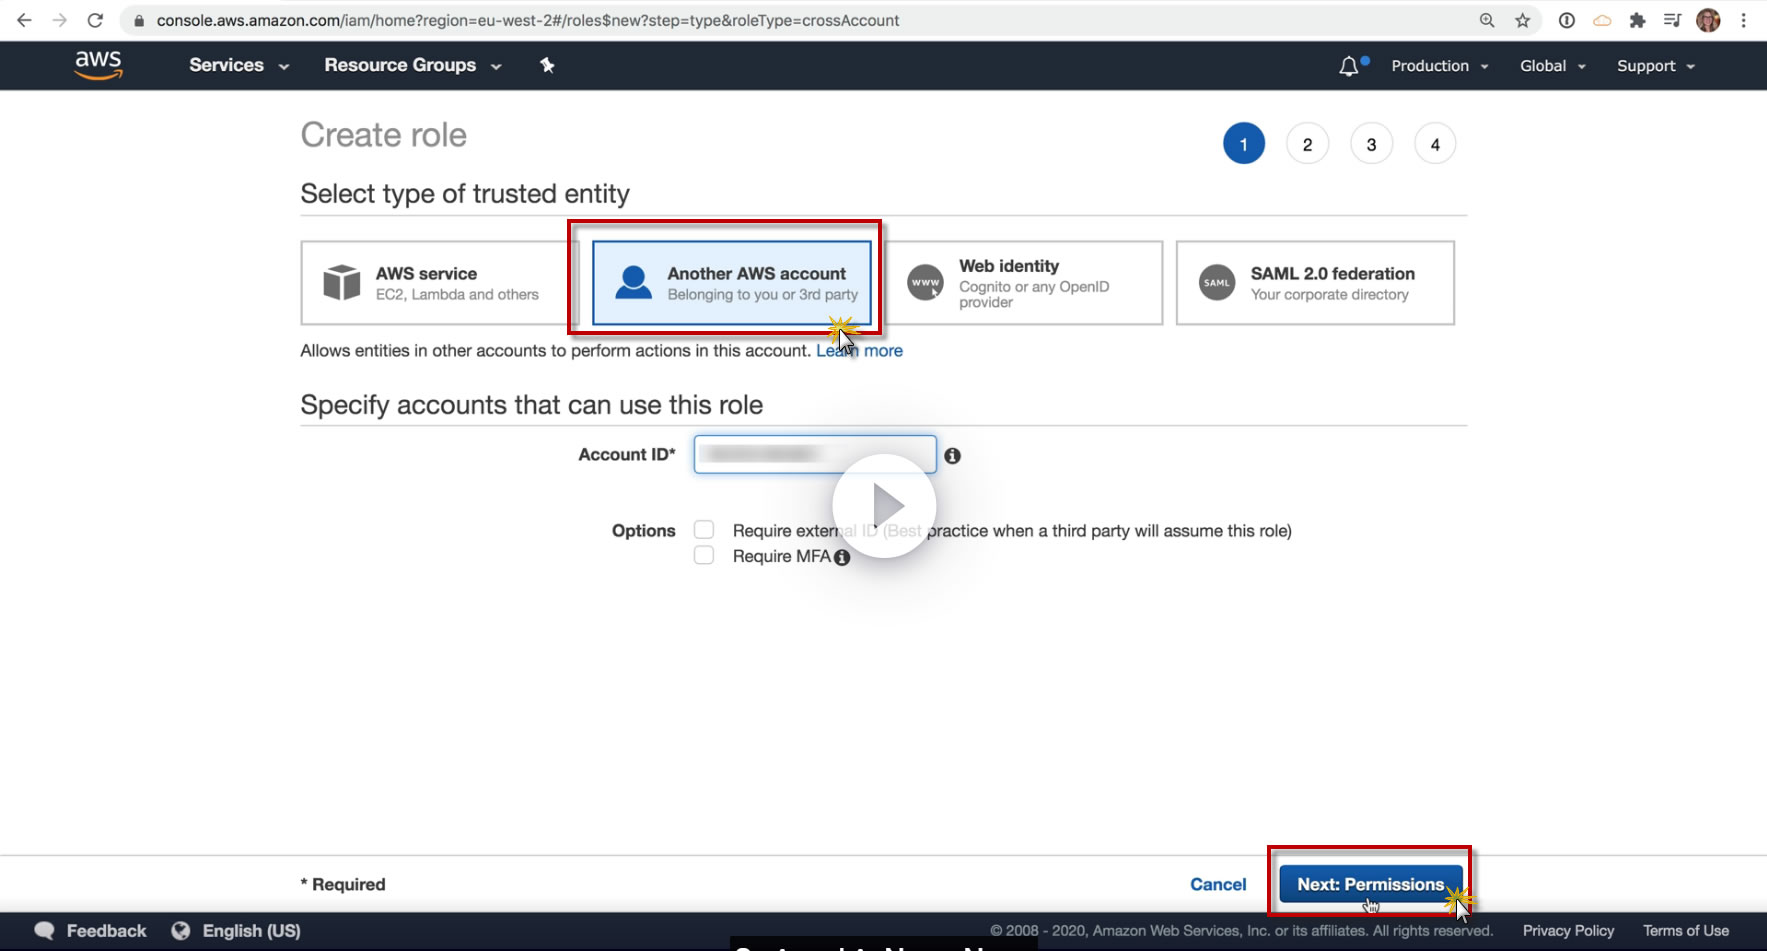 console.aws.amazon.com/iam/home?region=eu-west-2#/roles$new?step=type&roleType=crossAccount
aws
Services
Resource Groups
Production
Global
Support
Create role
1
2
3
4
Select type of trusted entity
AWS service
EC2, Lambda and others
Another AWS account
Belonging to you or 3rd party
WWW
Web identity
Cognito or any OpenID
provider
SAML
SAML 2.0 federation
Your corporate directory
Allows entities in other accounts to perform actions in this account. Learn more
Specify accounts that can use this role
Account ID*
Options
Require external ID (Best practice when a third party will assume this role)
Require MFA
* Required
Cancel
Next: Permissions
Feedback
English (US)
© 2008 - 2020, Amazon Web Services, Inc. or its affiliates. All rights reserved.
Privacy Policy
Terms of Use